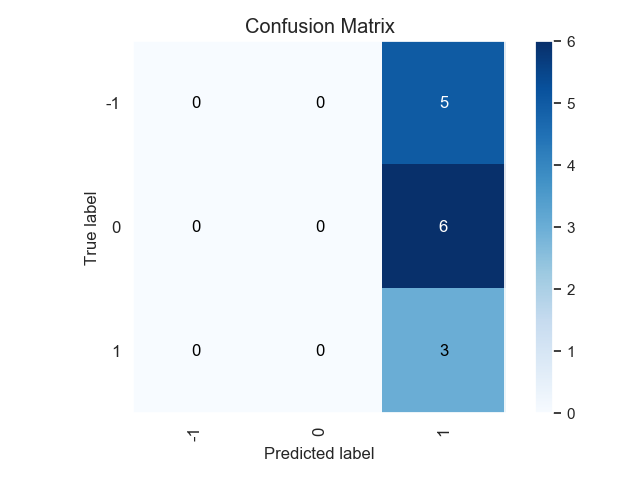 Confusion Matrix
-1 0 0 5
0 0 0 6
1 0 0 3
-1 0 1
True label
Predicted label
6
5
4
3
2
1
0